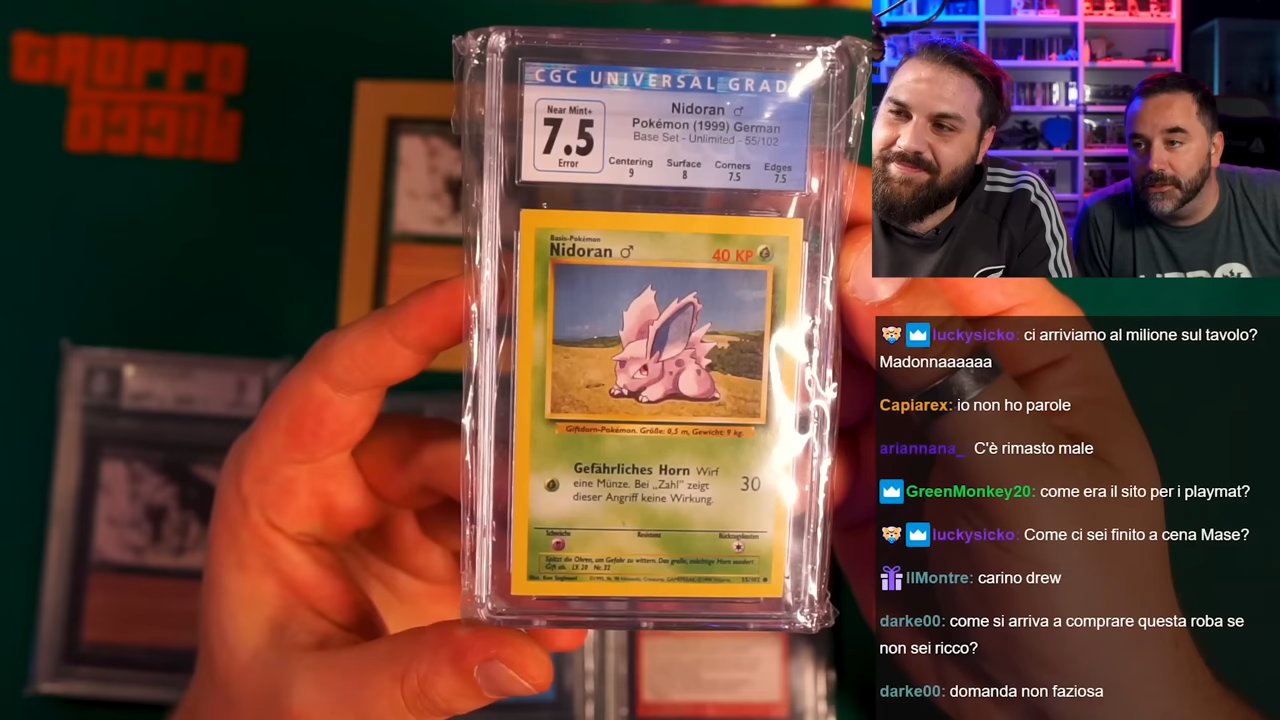 TROPPO
CGC UNIVERSAL GRAD
Near Mint+
7.5
Error
Nidoran ♂
Pokémon (1999) German
Base Set - Unlimited - 55/102
Centering Surface Corners Edges
9 8 7.5 7.5
Basis-Pokémon
Nidoran ♂
40 KP
Giftdorn-Pokémon. Größe: 0,5 m, Gewicht: 9 kg.
Gefährliches Horn Wirf
eine Münze. Bei „Zahl" zeigt
dieser Angriff keine Wirkung.
30
Schwäche Resistenz Rückzugskosten
Spitzt die Ohren, um Gefahr zu wittern. Das große, mächtige Horn sondert
Gift ab. LV. 20 Nr. 32
55/102
luckysicko: ci arriviamo al milione sul tavolo?
Madonnaaaaaa
Capiarex: io non ho parole
ariannana_ C'è rimasto male
GreenMonkey20: come era il sito per i playmat?
luckysicko: Come ci sei finito a cena Mase?
IlMontre: carino drew
darke00: come si arriva a comprare questa roba se
non sei ricco?
darke00: domanda non faziosa